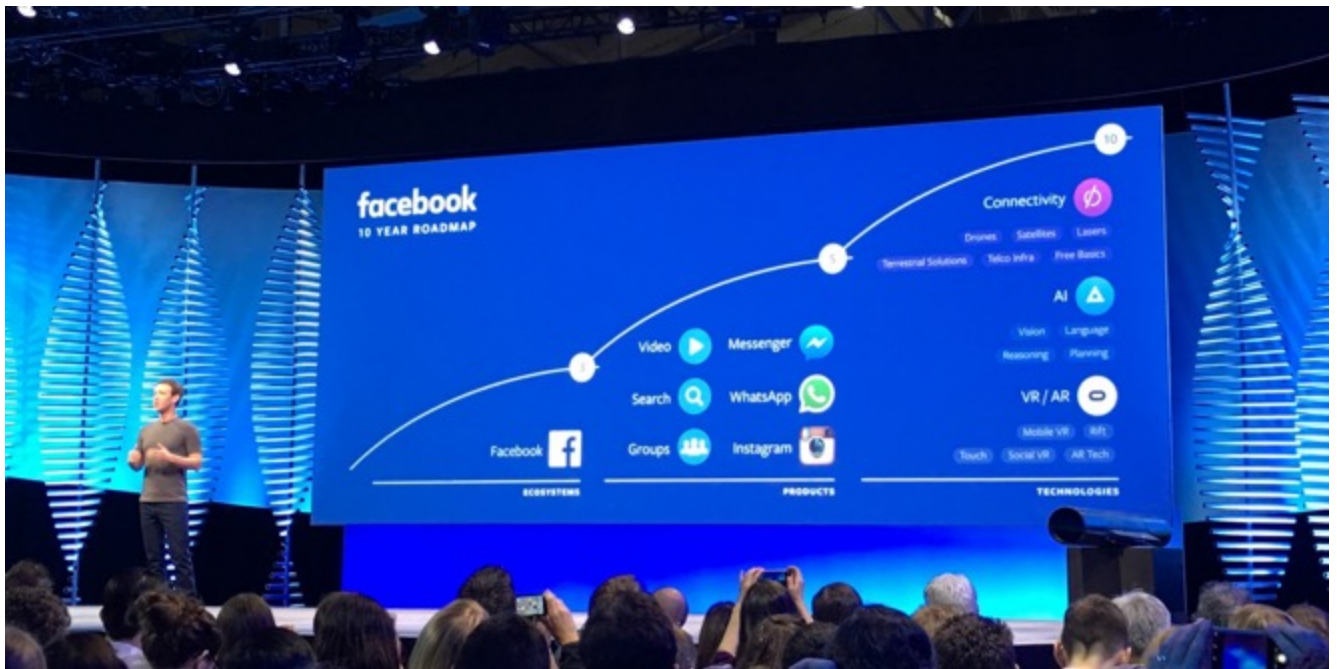 facebook
10 YEAR ROADMAP
3
5
10
Facebook
ECOSYSTEMS
Video
Messenger
Search
WhatsApp
Groups
Instagram
PRODUCTS
Connectivity
Drones Satellites Lasers
Terrestrial Solutions Telco Infra Free Basics
AI
Vision Language
Reasoning Planning
VR / AR
Mobile VR Rift
Touch Social VR AR Tech
TECHNOLOGIES